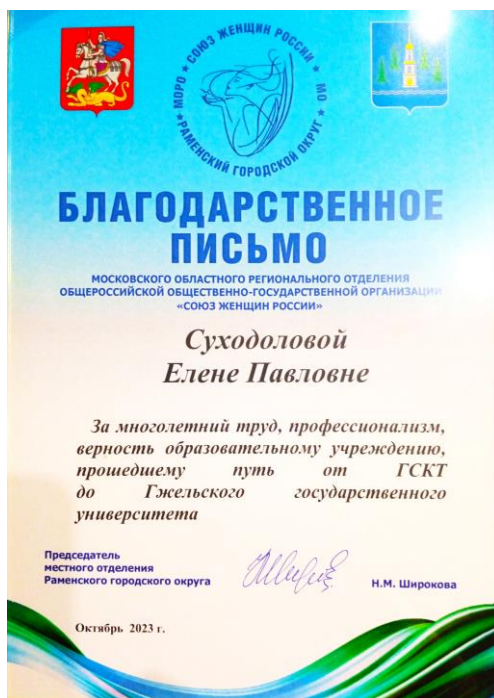 МОРО ★ СОЮЗ ЖЕНЩИН РОССИИ ★ МО
★ РАМЕНСКИЙ ГОРОДСКОЙ ОКРУГ ★
БЛАГОДАРСТВЕННОЕ
ПИСЬМО
МОСКОВСКОГО ОБЛАСТНОГО РЕГИОНАЛЬНОГО ОТДЕЛЕНИЯ
ОБЩЕРОССИЙСКОЙ ОБЩЕСТВЕННО-ГОСУДАРСТВЕННОЙ ОРГАНИЗАЦИИ
«СОЮЗ ЖЕНЩИН РОССИИ»
Суходоловой
Елене Павловне
За многолетний труд, профессионализм,
верность образовательному учреждению,
прошедшему путь от ГСКТ
до Гжельского государственного
университета
Председатель
местного отделения
Раменского городского округа
Н.М. Широкова
Октябрь 2023 г.